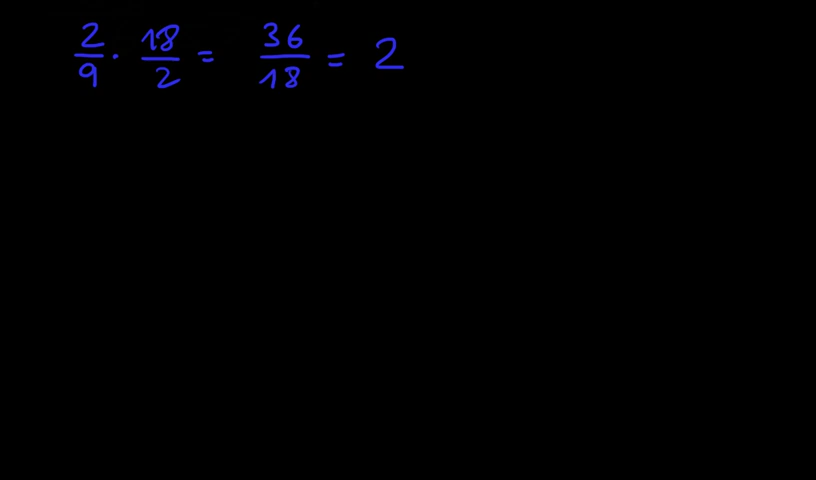 2/9 · 18/2 = 36/18 = 2